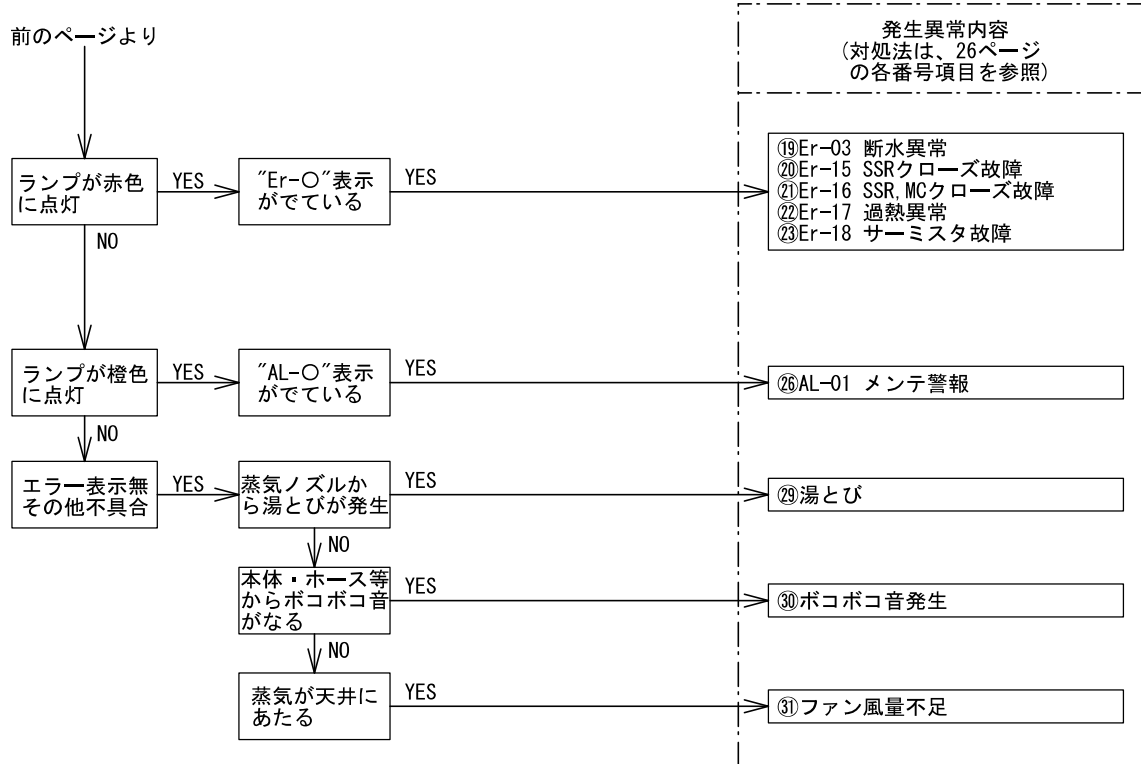 前のページより
発生異常内容
(対処法は、26ページ
の各番号項目を参照)
ランプが赤色
に点灯
YES
"Er-○"表示
がでている
YES
⑲Er-03 断水異常
⑳Er-15 SSRクローズ故障
㉑Er-16 SSR,MCクローズ故障
㉒Er-17 過熱異常
㉓Er-18 サーミスタ故障
NO
ランプが橙色
に点灯
YES
"AL-○"表示
がでている
YES
㉖AL-01 メンテ警報
NO
エラー表示無
その他不具合
YES
蒸気ノズルか
ら湯とびが発生
YES
㉙湯とび
NO
本体・ホース等
からボコボコ音
がなる
YES
㉚ボコボコ音発生
NO
蒸気が天井に
あたる
YES
㉛ファン風量不足